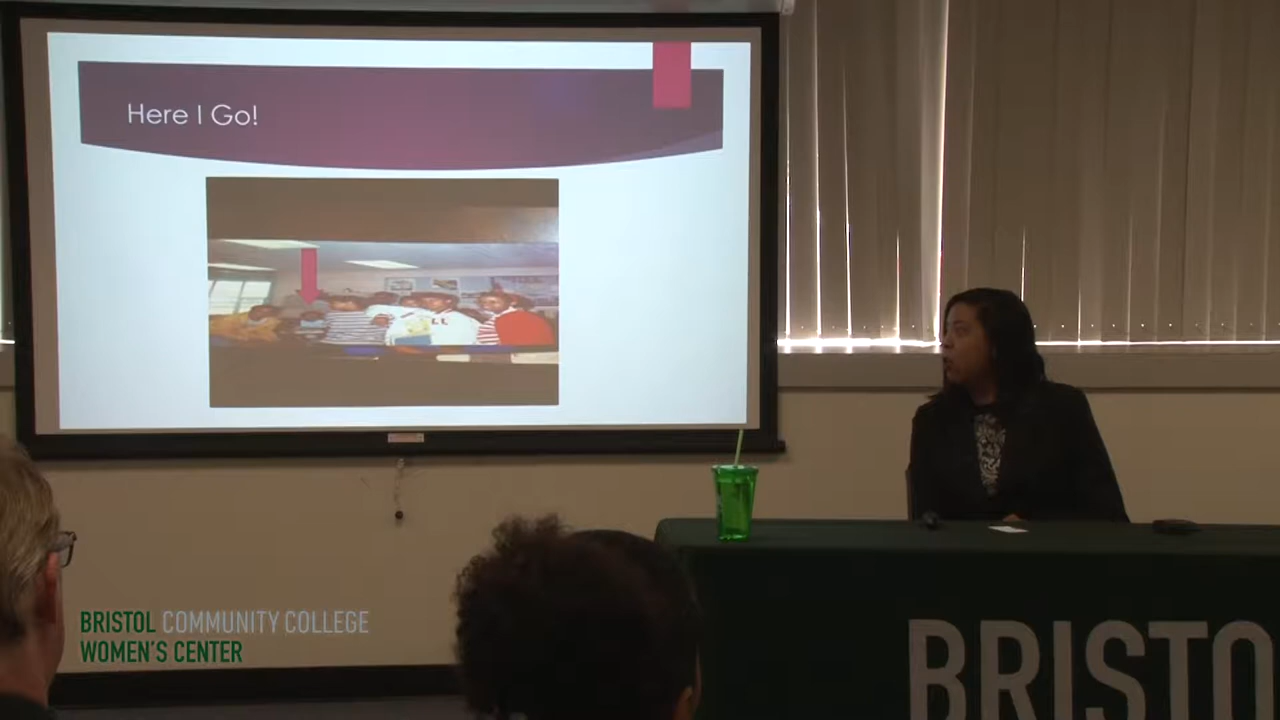 Here I Go!
BRISTOL COMMUNITY COLLEGE
WOMEN'S CENTER
BRISTO